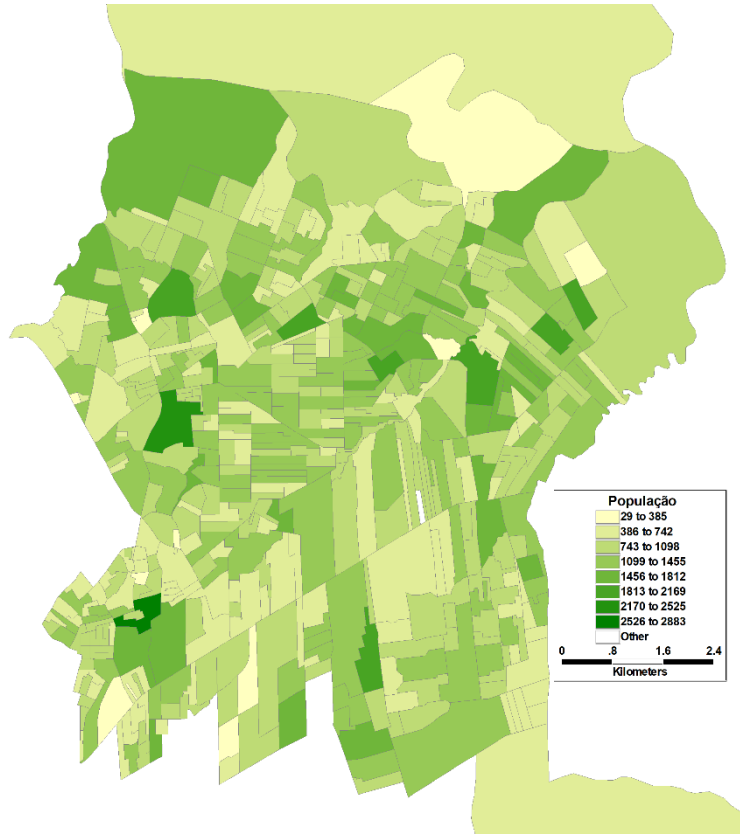 População
29 to 385
386 to 742
743 to 1098
1099 to 1455
1456 to 1812
1813 to 2169
2170 to 2525
2526 to 2883
Other
0 .8 1.6 2.4
Kilometers